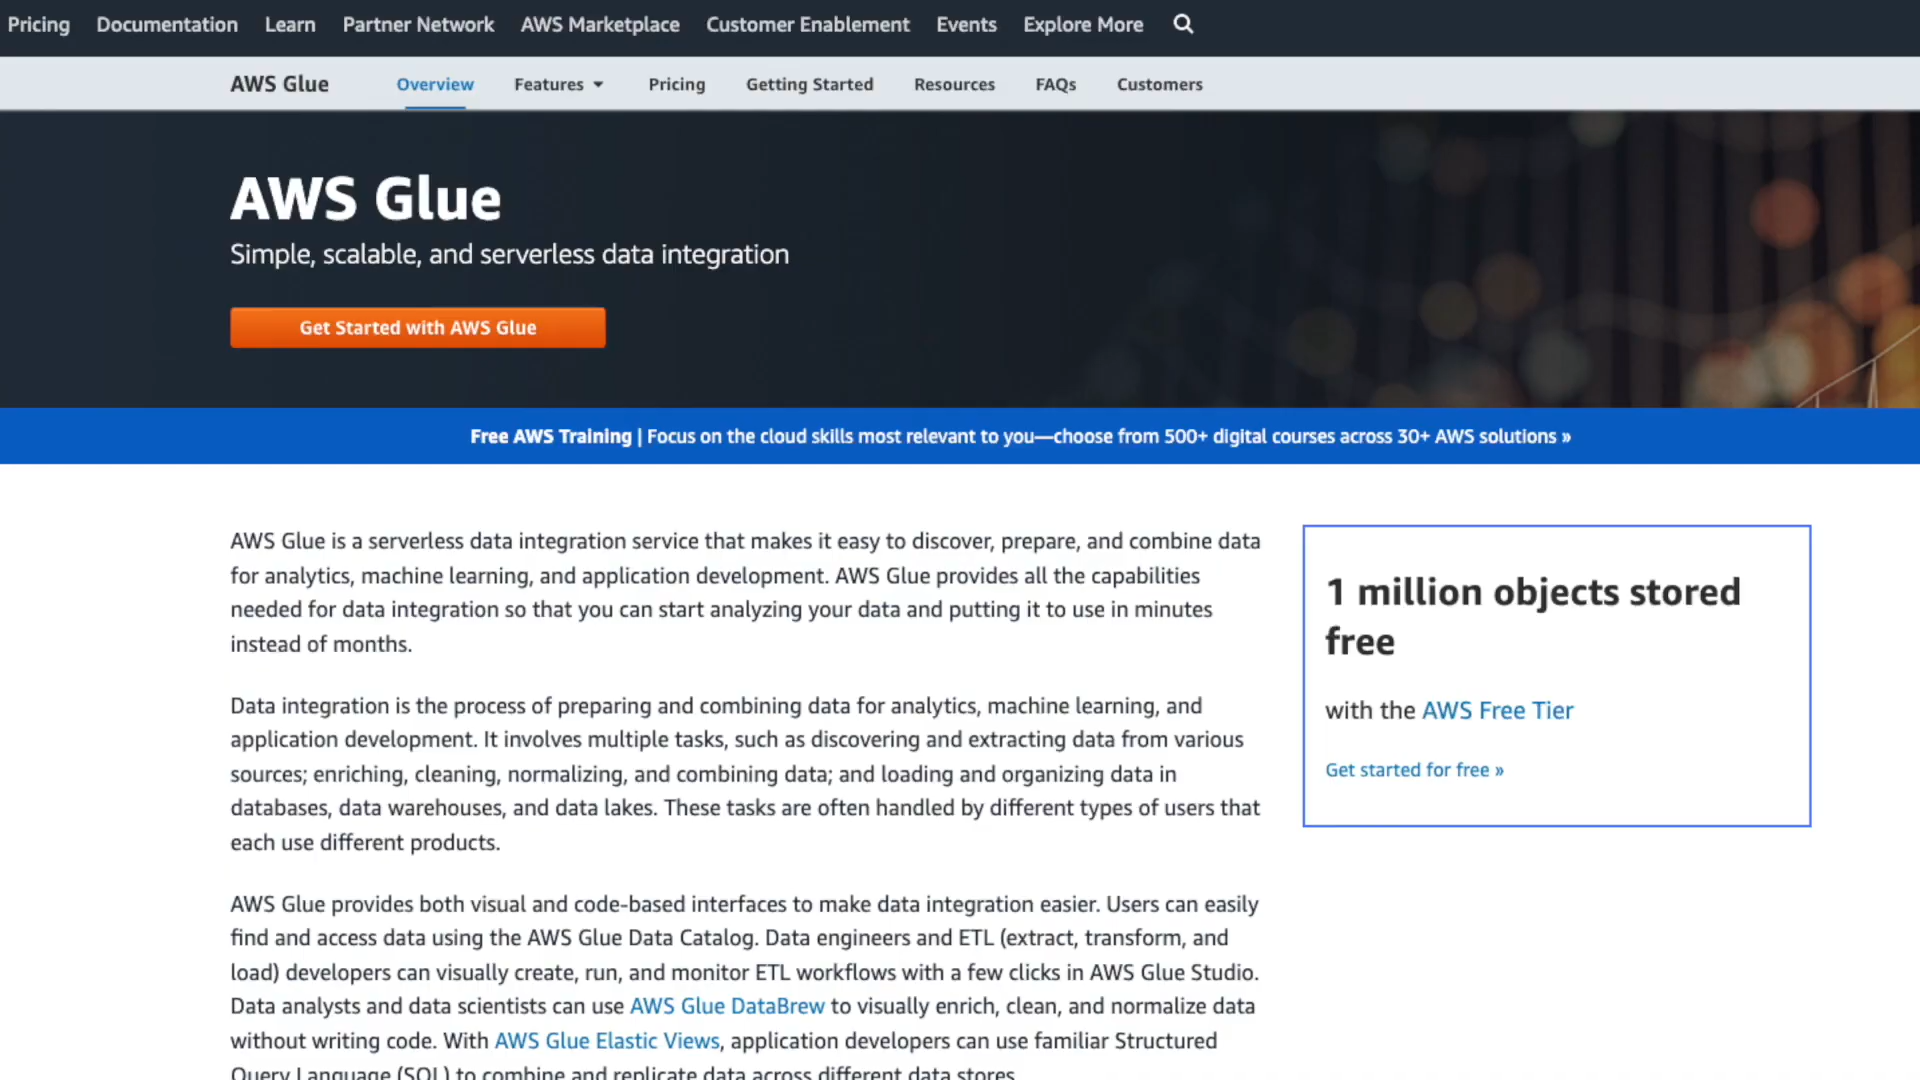 Pricing Documentation Learn Partner Network AWS Marketplace Customer Enablement Events Explore More
AWS Glue Overview Features Pricing Getting Started Resources FAQs Customers
AWS Glue
Simple, scalable, and serverless data integration
Get Started with AWS Glue
Free AWS Training | Focus on the cloud skills most relevant to you—choose from 500+ digital courses across 30+ AWS solutions »
AWS Glue is a serverless data integration service that makes it easy to discover, prepare, and combine data
for analytics, machine learning, and application development. AWS Glue provides all the capabilities
needed for data integration so that you can start analyzing your data and putting it to use in minutes
instead of months.
Data integration is the process of preparing and combining data for analytics, machine learning, and
application development. It involves multiple tasks, such as discovering and extracting data from various
sources; enriching, cleaning, normalizing, and combining data; and loading and organizing data in
databases, data warehouses, and data lakes. These tasks are often handled by different types of users that
each use different products.
AWS Glue provides both visual and code-based interfaces to make data integration easier. Users can easily
find and access data using the AWS Glue Data Catalog. Data engineers and ETL (extract, transform, and
load) developers can visually create, run, and monitor ETL workflows with a few clicks in AWS Glue Studio.
Data analysts and data scientists can use AWS Glue DataBrew to visually enrich, clean, and normalize data
without writing code. With AWS Glue Elastic Views, application developers can use familiar Structured
Query Language (SQL) to combine and replicate data across different data stores.
1 million objects stored
free
with the AWS Free Tier
Get started for free »